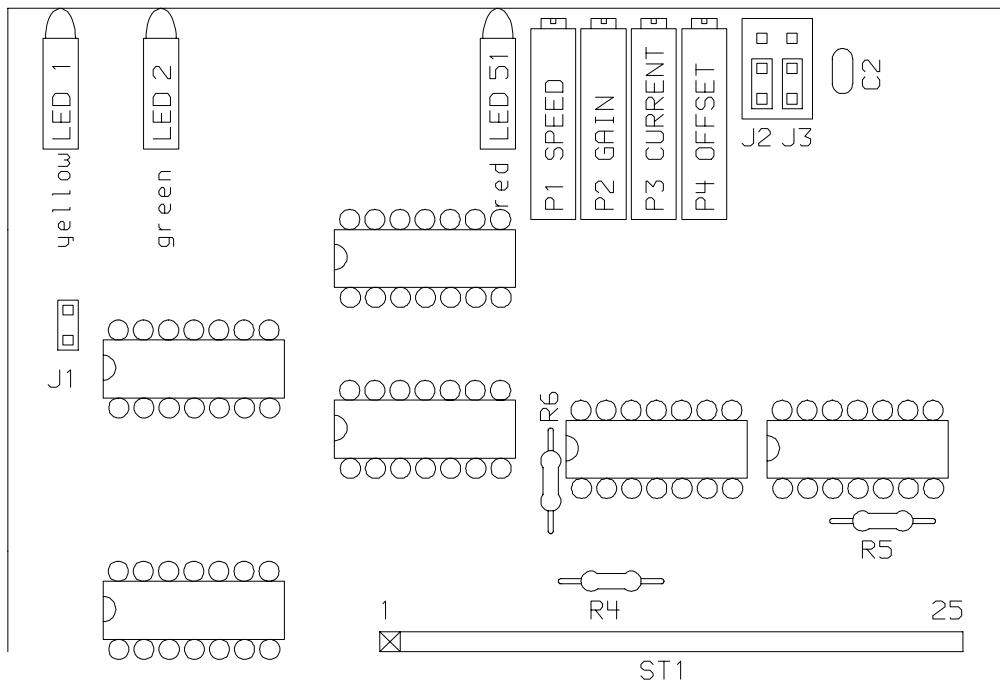 LED 1
yellow
LED 2
green
LED 51
red
P1 SPEED
P2 GAIN
P3 CURRENT
P4 OFFSET
J2 J3
C2
J1
R6
R5
R4
1
25
ST1